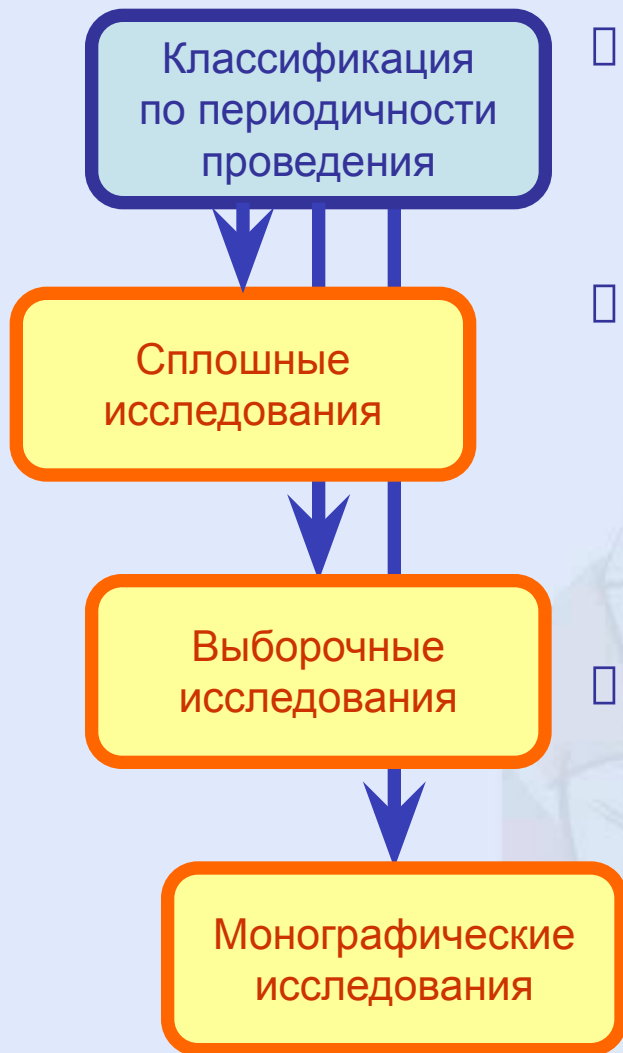 Классификация
по периодичности
проведения
Сплошные
исследования
Выборочные
исследования
Монографические
исследования